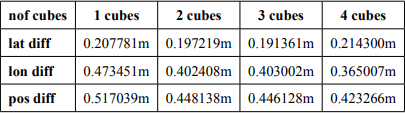 nof cubes 1 cubes 2 cubes 3 cubes 4 cubes
lat diff 0.207781m 0.197219m 0.191361m 0.214300m
lon diff 0.473451m 0.402408m 0.403002m 0.365007m
pos diff 0.517039m 0.448138m 0.446128m 0.423266m